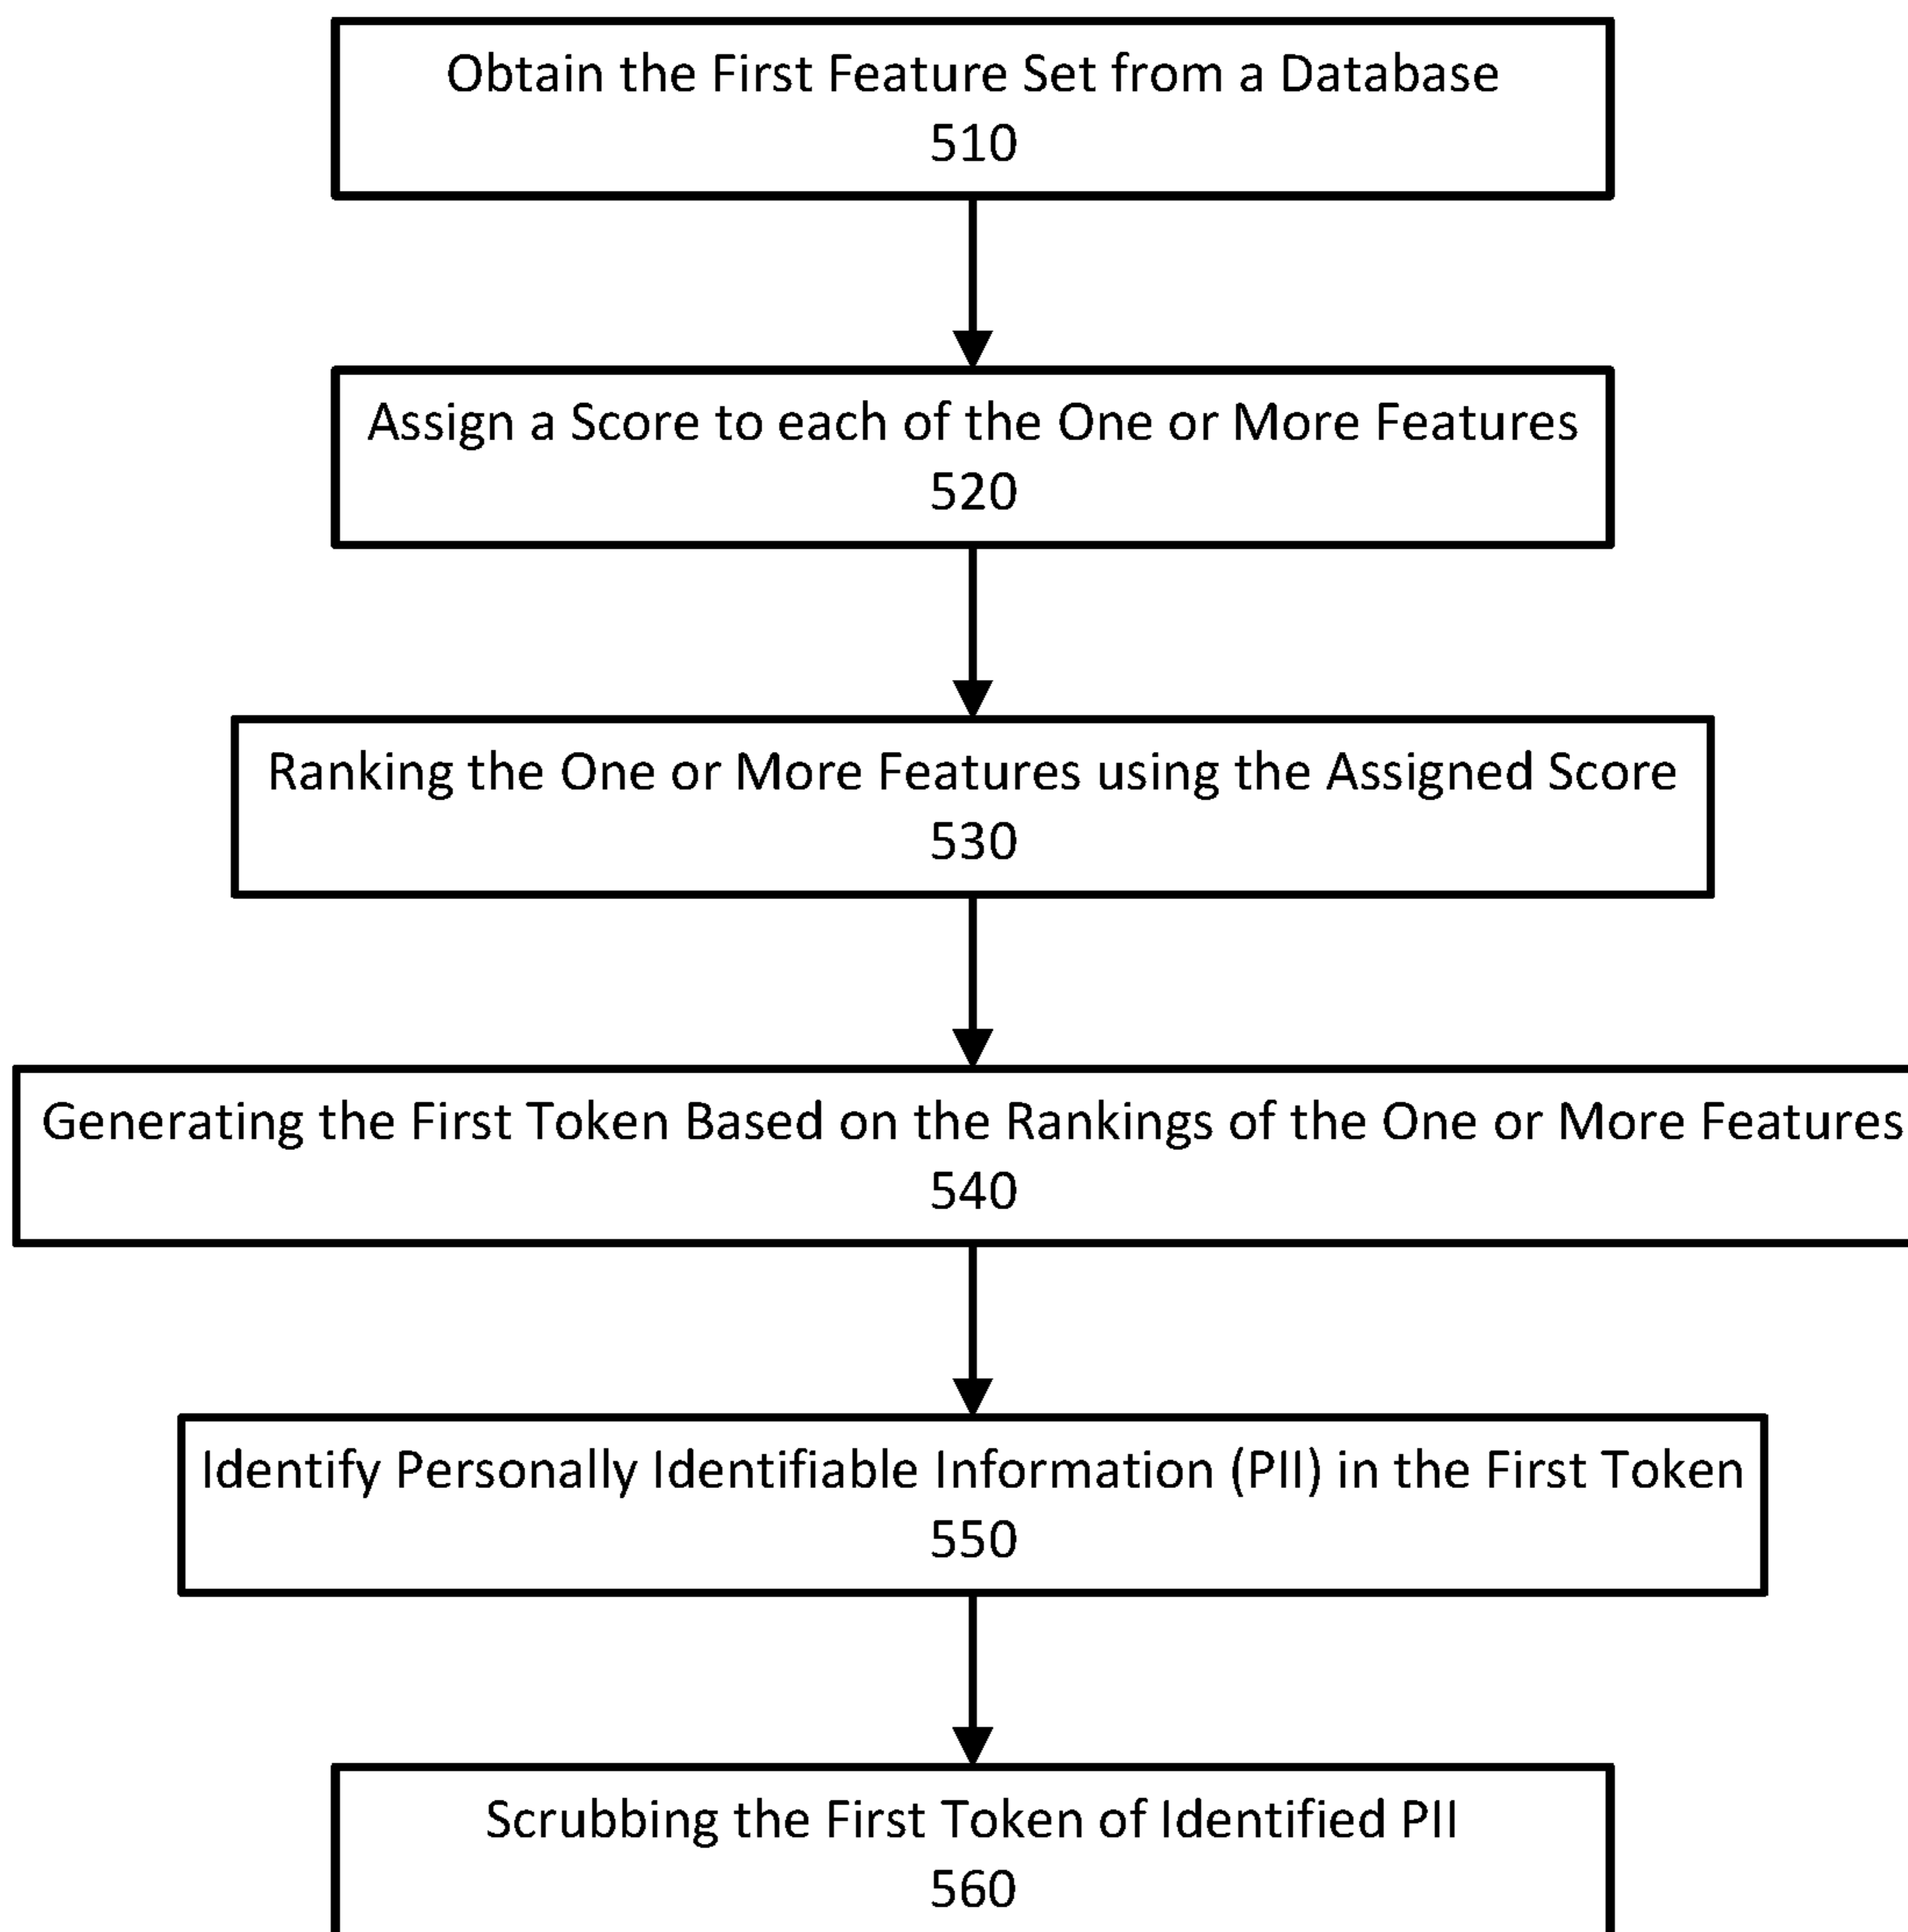 Obtain the First Feature Set from a Database
510
Assign a Score to each of the One or More Features
520
Ranking the One or More Features using the Assigned Score
530
Generating the First Token Based on the Rankings of the One or More Features
540
Identify Personally Identifiable Information (PII) in the First Token
550
Scrubbing the First Token of Identified PII
560